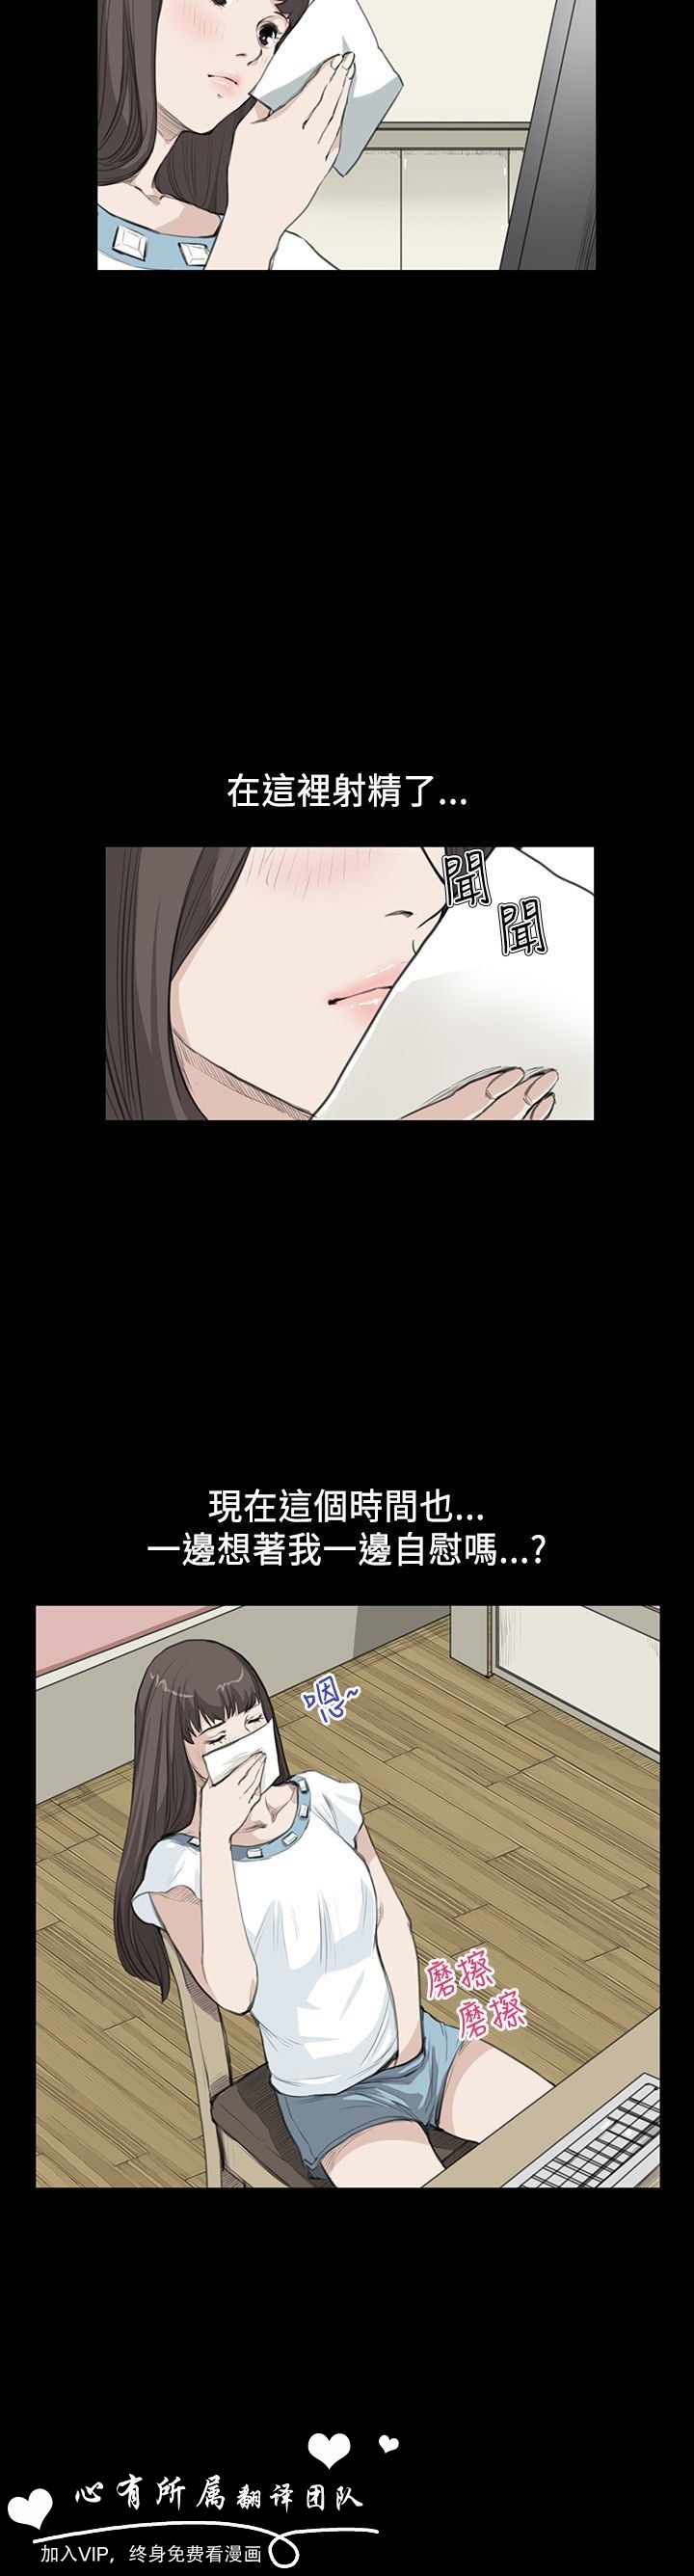 在這裡射精了...
聞
聞
現在這個時間也...
一邊想著我一邊自慰嗎...?
咽~
磨擦
磨擦
心有所属翻译团队
加入VIP，终身免费看漫画